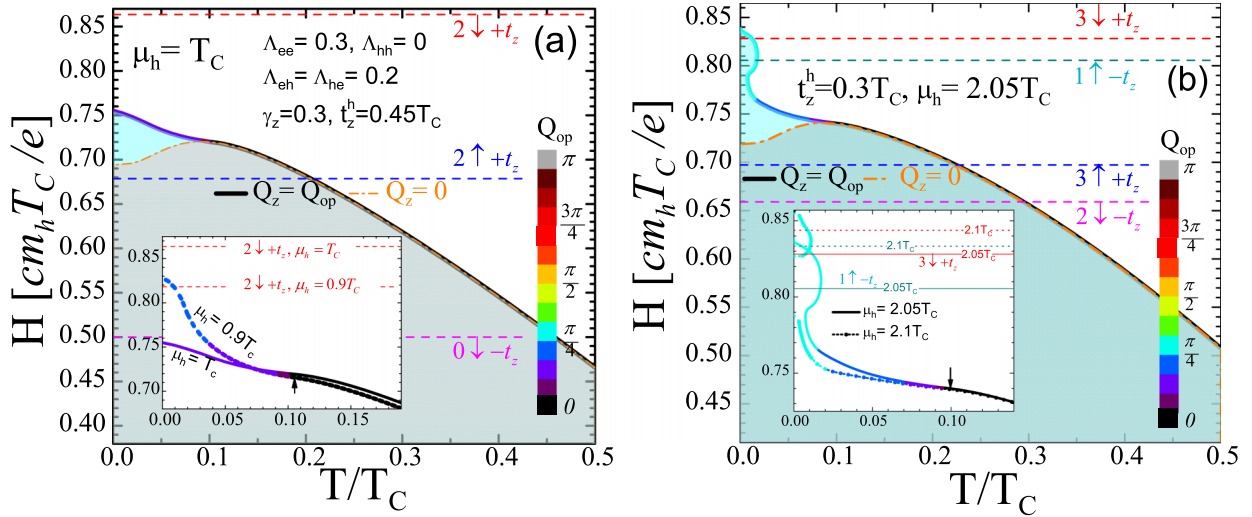 H [cm_h T_C /e]
0.85
0.80
0.75
0.70
0.65
0.60
0.55
0.50
0.45
μ_h= T_C
Λ_ee= 0.3, Λ_hh= 0
Λ_eh= Λ_he= 0.2
γ_z= 0.3, t_z^h= 0.45T_C
2↓+t_z
(a)
2↑+t_z
Q_z= Q_op
Q_z= 0
0↓−t_z
Q_op
π
3π/4
π/2
π/4
0
0.85
0.80
0.75
0.70
2↓+t_z, μ_h= T_C
2↓+t_z, μ_h= 0.9T_C
μ_h= 0.9T_c
μ_h= T_c
0.00 0.05 0.10 0.15
0.0 0.1 0.2 0.3 0.4 0.5
T/T_C
H [cm_h T_C /e]
0.85
0.80
0.75
0.70
0.65
0.60
0.55
0.50
0.45
3↓+t_z
1↑−t_z
(b)
t_z^h= 0.3T_C, μ_h= 2.05T_C
3↑+t_z
Q_z= Q_op
Q_z= 0
2↓−t_z
Q_op
π
3π/4
π/2
π/4
0
0.85
0.80
0.75
2.1T_C
2.1T_C
2.05T_C
3↓+t_z
1↑−t_z
2.05T_C
μ_h= 2.05T_C
μ_h= 2.1T_C
0.00 0.05 0.10
0.0 0.1 0.2 0.3 0.4 0.5
T/T_C